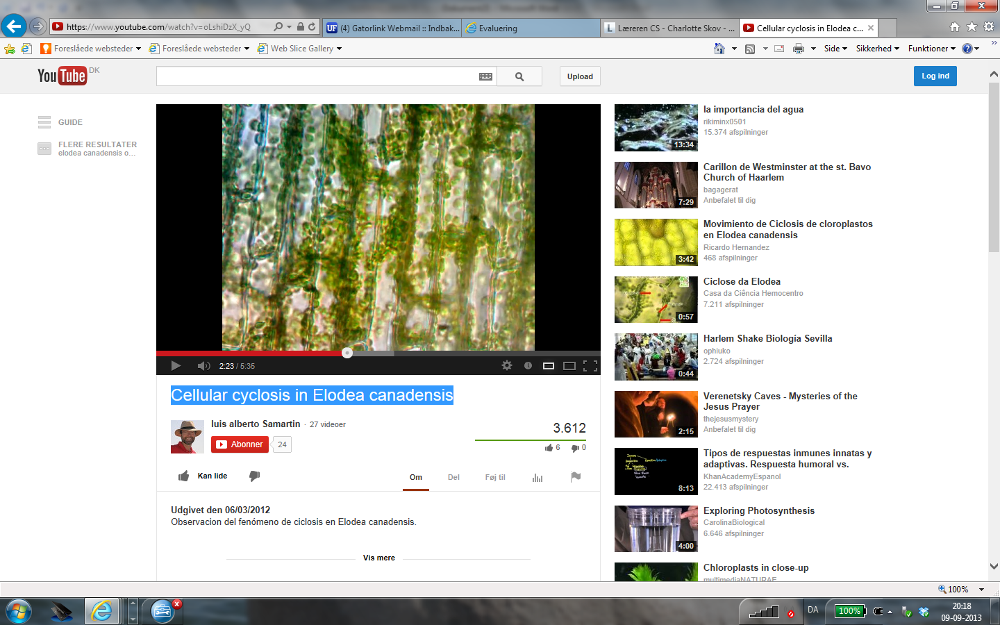 https://www.youtube.com/watch?v=oLshiDzX_yQ
UF (4) Gatorlink Webmail :: Indbak...
Evaluering
L Læreren CS - Charlotte Skov - ...
Cellular cyclosis in Elodea c...
Foreslåede websteder
Foreslåede websteder
Web Slice Gallery
Side
Sikkerhed
Funktioner
YouTube DK
Upload
Log ind
GUIDE
FLERE RESULTATER
elodea canadensis o...
2:23 / 5:35
Cellular cyclosis in Elodea canadensis
luis alberto Samartin · 27 videoer
Abonner 24
3.612
6 0
Kan lide
Om
Del
Føj til
Udgivet den 06/03/2012
Observacion del fenómeno de ciclosis en Elodea canadensis.
Vis mere
13:34
la importancia del agua
rikiminx0501
15.374 afspilninger
7:29
Carillon de Westminster at the st. Bavo
Church of Haarlem
bagagerat
Anbefalet til dig
3:42
Movimiento de Ciclosis de cloroplastos
en Elodea canadensis
Ricardo Hernandez
468 afspilninger
0:57
Ciclose da Elodea
Casa da Ciência Hemocentro
7.211 afspilninger
0:44
Harlem Shake Biología Sevilla
ophiuko
2.724 afspilninger
2:15
Verenetsky Caves - Mysteries of the
Jesus Prayer
thejesusmystery
Anbefalet til dig
8:13
Tipos de respuestas inmunes innatas y
adaptivas. Respuesta humoral vs.
KhanAcademyEspanol
22.413 afspilninger
4:00
Exploring Photosynthesis
CarolinaBiological
6.646 afspilninger
Chloroplasts in close-up
multimediaNATURAE
100%
DA
100%
20:18
09-09-2013